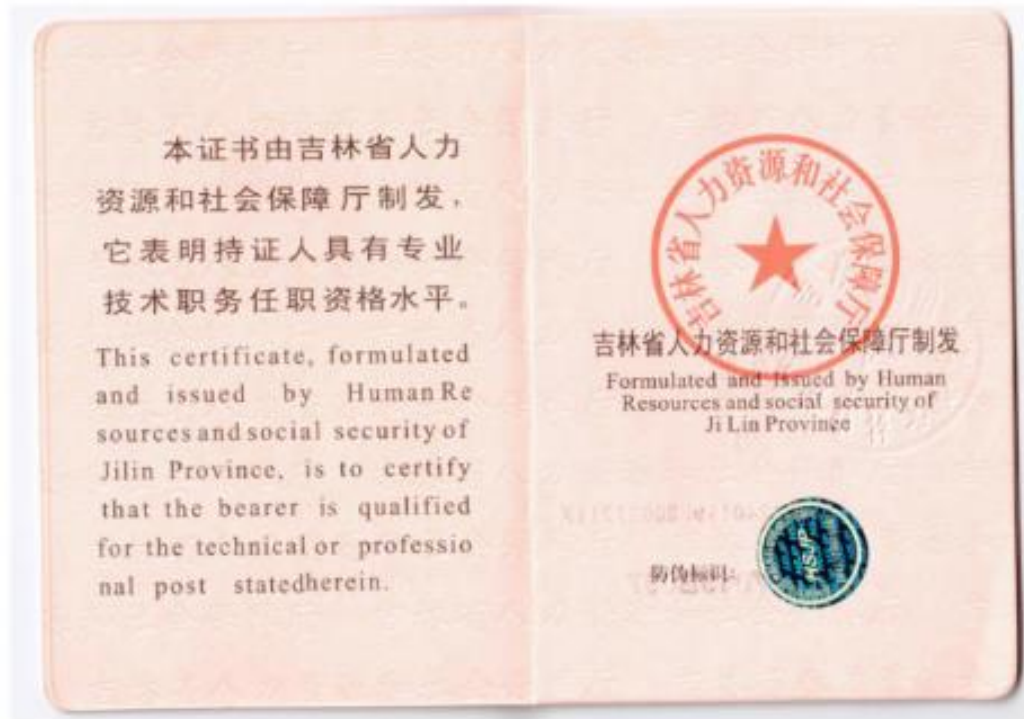 本证书由吉林省人力
资源和社会保障厅制发，
它表明持证人具有专业
技术职务任职资格水平。
This certificate, formulated
and issued by Human Re
sources and social security of
Jilin Province, is to certify
that the bearer is qualified
for the technical or professio
nal post statedherein.
吉林省人力资源和社会保障厅
吉林省人力资源和社会保障厅制发
Formulated and Issued by Human
Resources and social security of
Ji Lin Province